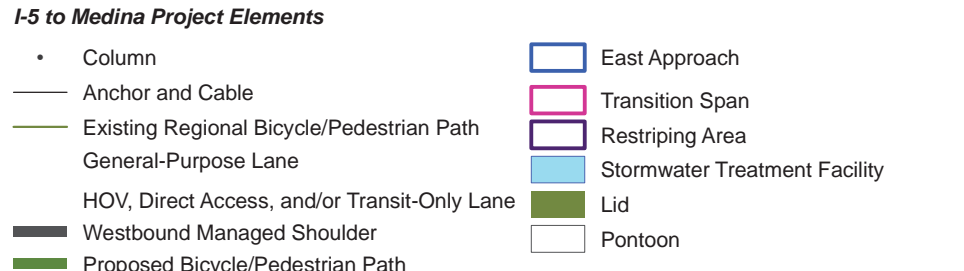 I-5 to Medina Project Elements
Column
Anchor and Cable
Existing Regional Bicycle/Pedestrian Path
General-Purpose Lane
HOV, Direct Access, and/or Transit-Only Lane
Westbound Managed Shoulder
Proposed Bicycle/Pedestrian Path
East Approach
Transition Span
Restriping Area
Stormwater Treatment Facility
Lid
Pontoon